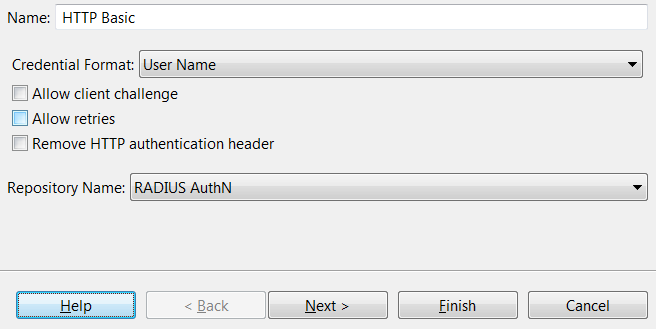 Name: HTTP Basic
Credential Format: User Name
Allow client challenge
Allow retries
Remove HTTP authentication header
Repository Name: RADIUS AuthN
Help < Back Next > Finish Cancel